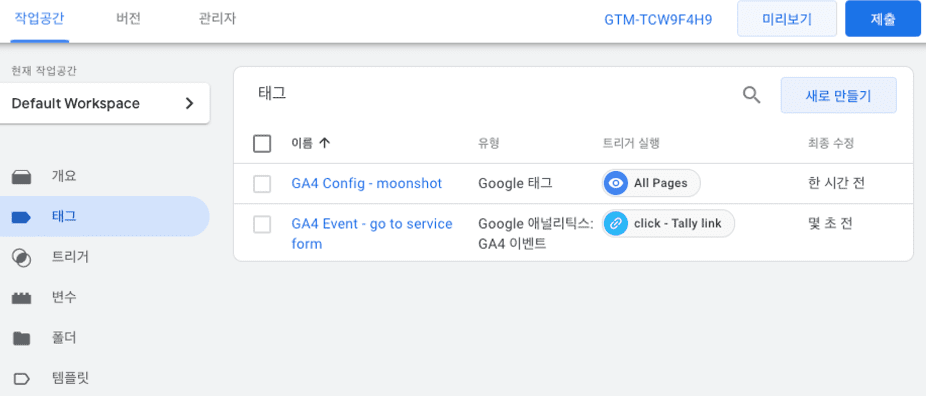 작업공간 버전 관리자 GTM-TCW9F4H9 미리보기 제출
현재 작업공간
Default Workspace
태그
새로 만들기
이름 유형 트리거 실행 최종 수정
GA4 Config - moonshot Google 태그 All Pages 한 시간 전
GA4 Event - go to service Google 애널리틱스: click - Tally link 몇 초 전
form GA4 이벤트
개요
태그
트리거
변수
폴더
템플릿